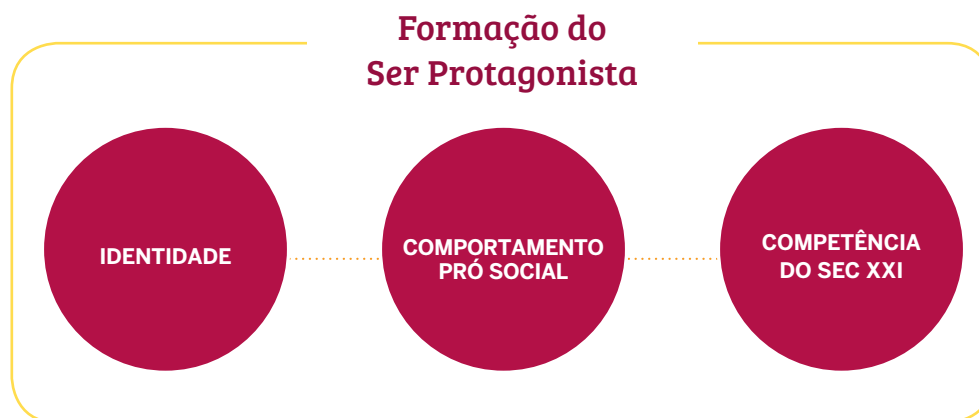 Formação do
Ser Protagonista
IDENTIDADE
COMPORTAMENTO
PRÓ SOCIAL
COMPETÊNCIA
DO SEC XXI